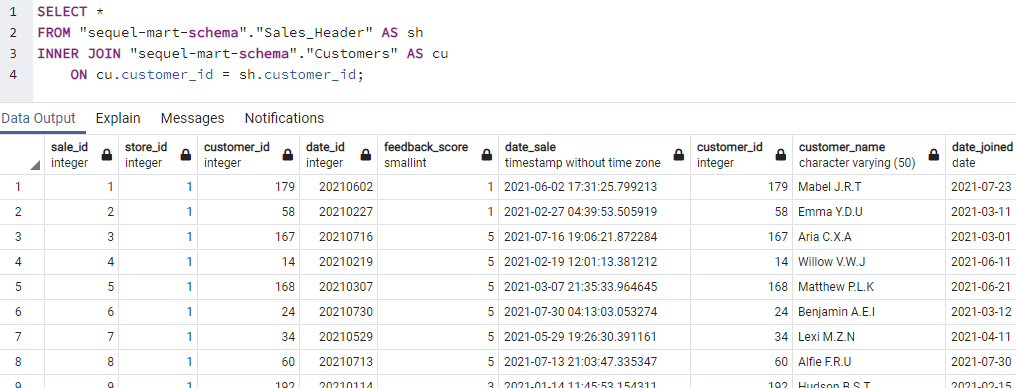 1 SELECT *
2 FROM "sequel-mart-schema"."Sales_Header" AS sh
3 INNER JOIN "sequel-mart-schema"."Customers" AS cu
4 ON cu.customer_id = sh.customer_id;
Data Output Explain Messages Notifications
sale_id store_id customer_id date_id feedback_score date_sale customer_id customer_name date_joined
integer integer integer integer smallint timestamp without time zone integer character varying (50) date
1 1 1 179 20210602 1 2021-06-02 17:31:25.799213 179 Mabel J.R.T 2021-07-23
2 2 1 58 20210227 1 2021-02-27 04:39:53.505919 58 Emma Y.D.U 2021-03-11
3 3 1 167 20210716 5 2021-07-16 19:06:21.872284 167 Aria C.X.A 2021-03-01
4 4 1 14 20210219 5 2021-02-19 12:01:13.381212 14 Willow V.W.J 2021-06-11
5 5 1 168 20210307 5 2021-03-07 21:35:33.964645 168 Matthew P.L.K 2021-06-21
6 6 1 24 20210730 5 2021-07-30 04:13:03.053274 24 Benjamin A.E.I 2021-03-12
7 7 1 34 20210529 5 2021-05-29 19:26:30.391161 34 Lexi M.Z.N 2021-04-11
8 8 1 60 20210713 5 2021-07-13 21:03:47.335347 60 Alfie F.R.U 2021-07-30
9 9 1 192 20210114 3 2021-01-14 11:45:53.154311 192 Hudson B.S.T 2021-02-15